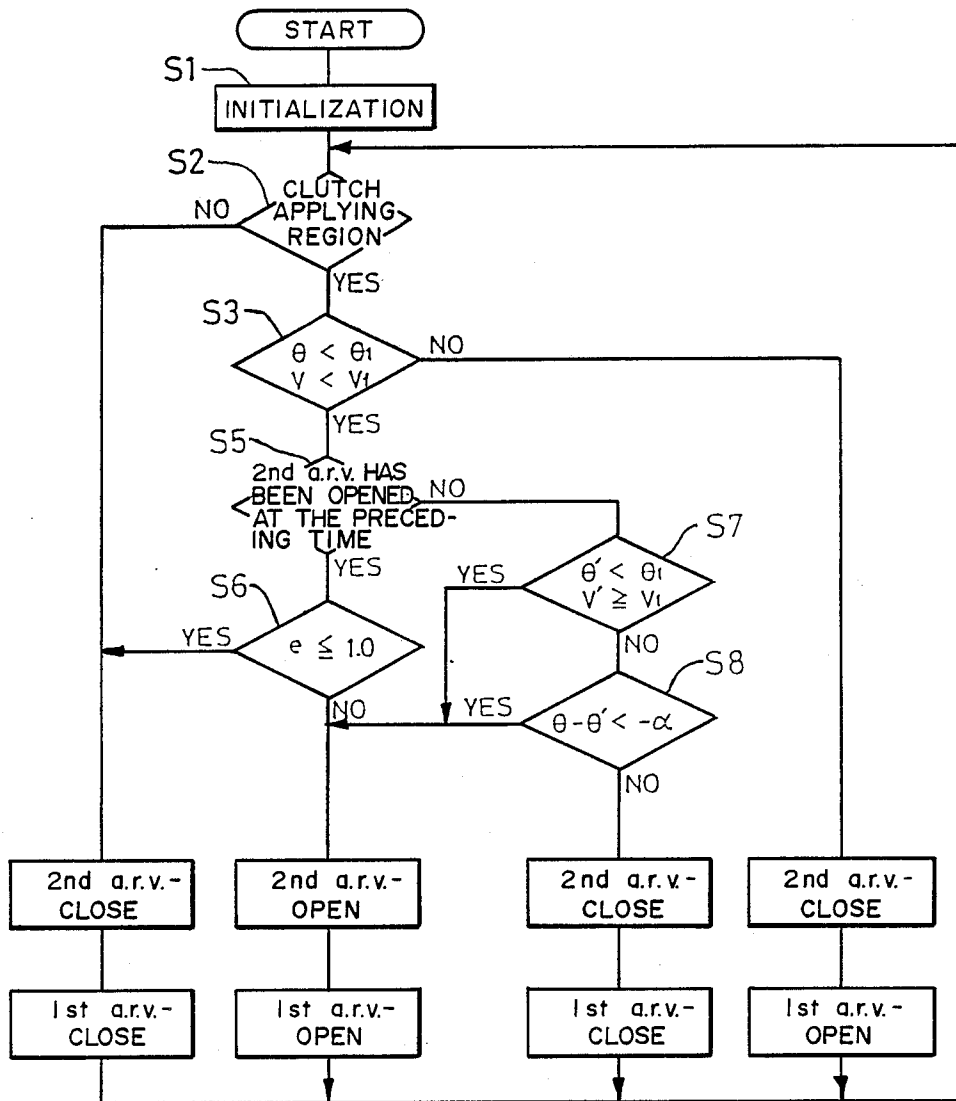 START
S1
INITIALIZATION
S2
CLUTCH
APPLYING
REGION
NO
YES
S3
θ < θ1
V < V1
NO
YES
S5
2nd a.r.v. HAS
BEEN OPENED
AT THE PRECED-
ING TIME
NO
YES
S7
θ′ < θ1
V′ ≧ V1
YES
NO
S6
e ≦ 1.0
YES
NO
S8
θ-θ′ < -α
YES
NO
2nd a.r.v.-
CLOSE
2nd a.r.v.-
OPEN
2nd a.r.v.-
CLOSE
2nd a.r.v.-
CLOSE
1st a.r.v.-
CLOSE
1st a.r.v.-
OPEN
1st a.r.v.-
CLOSE
1st a.r.v.-
OPEN